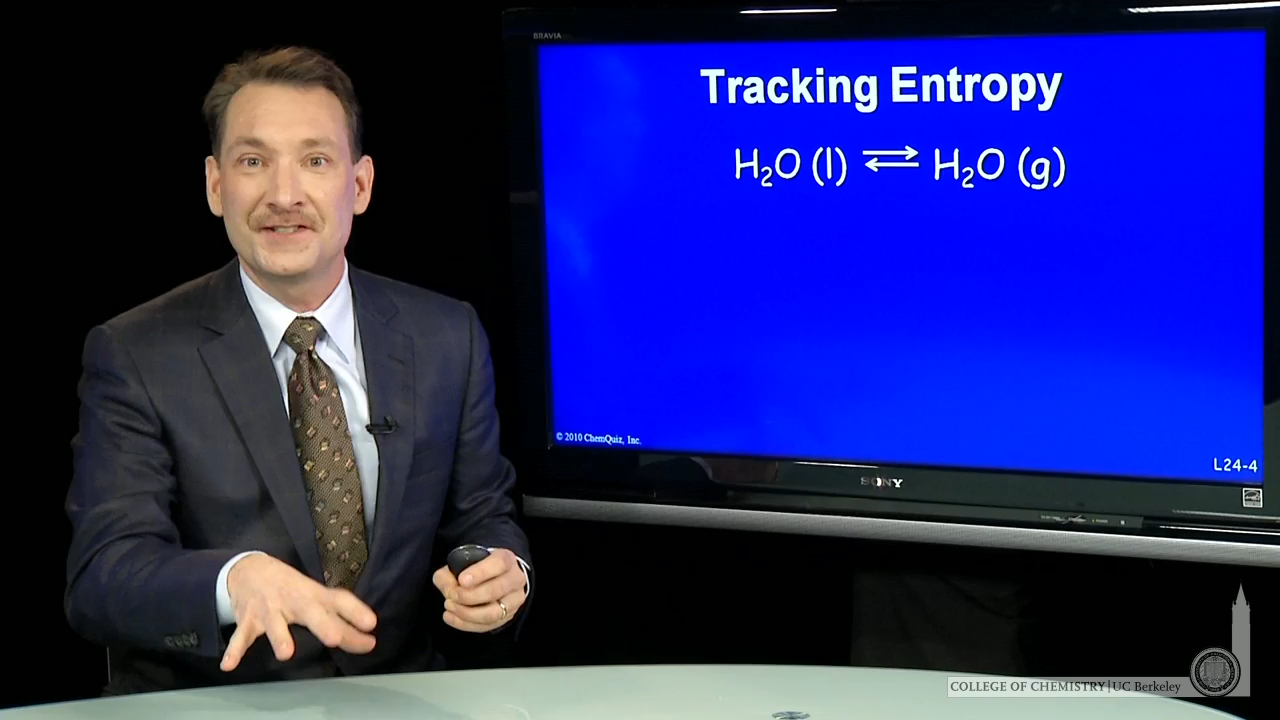 BRAVIA
Tracking Entropy
H₂O (l) ⇌ H₂O (g)
© 2010 ChemQuiz, Inc.
L24-4
SONY
COLLEGE OF CHEMISTRY | UC Berkeley